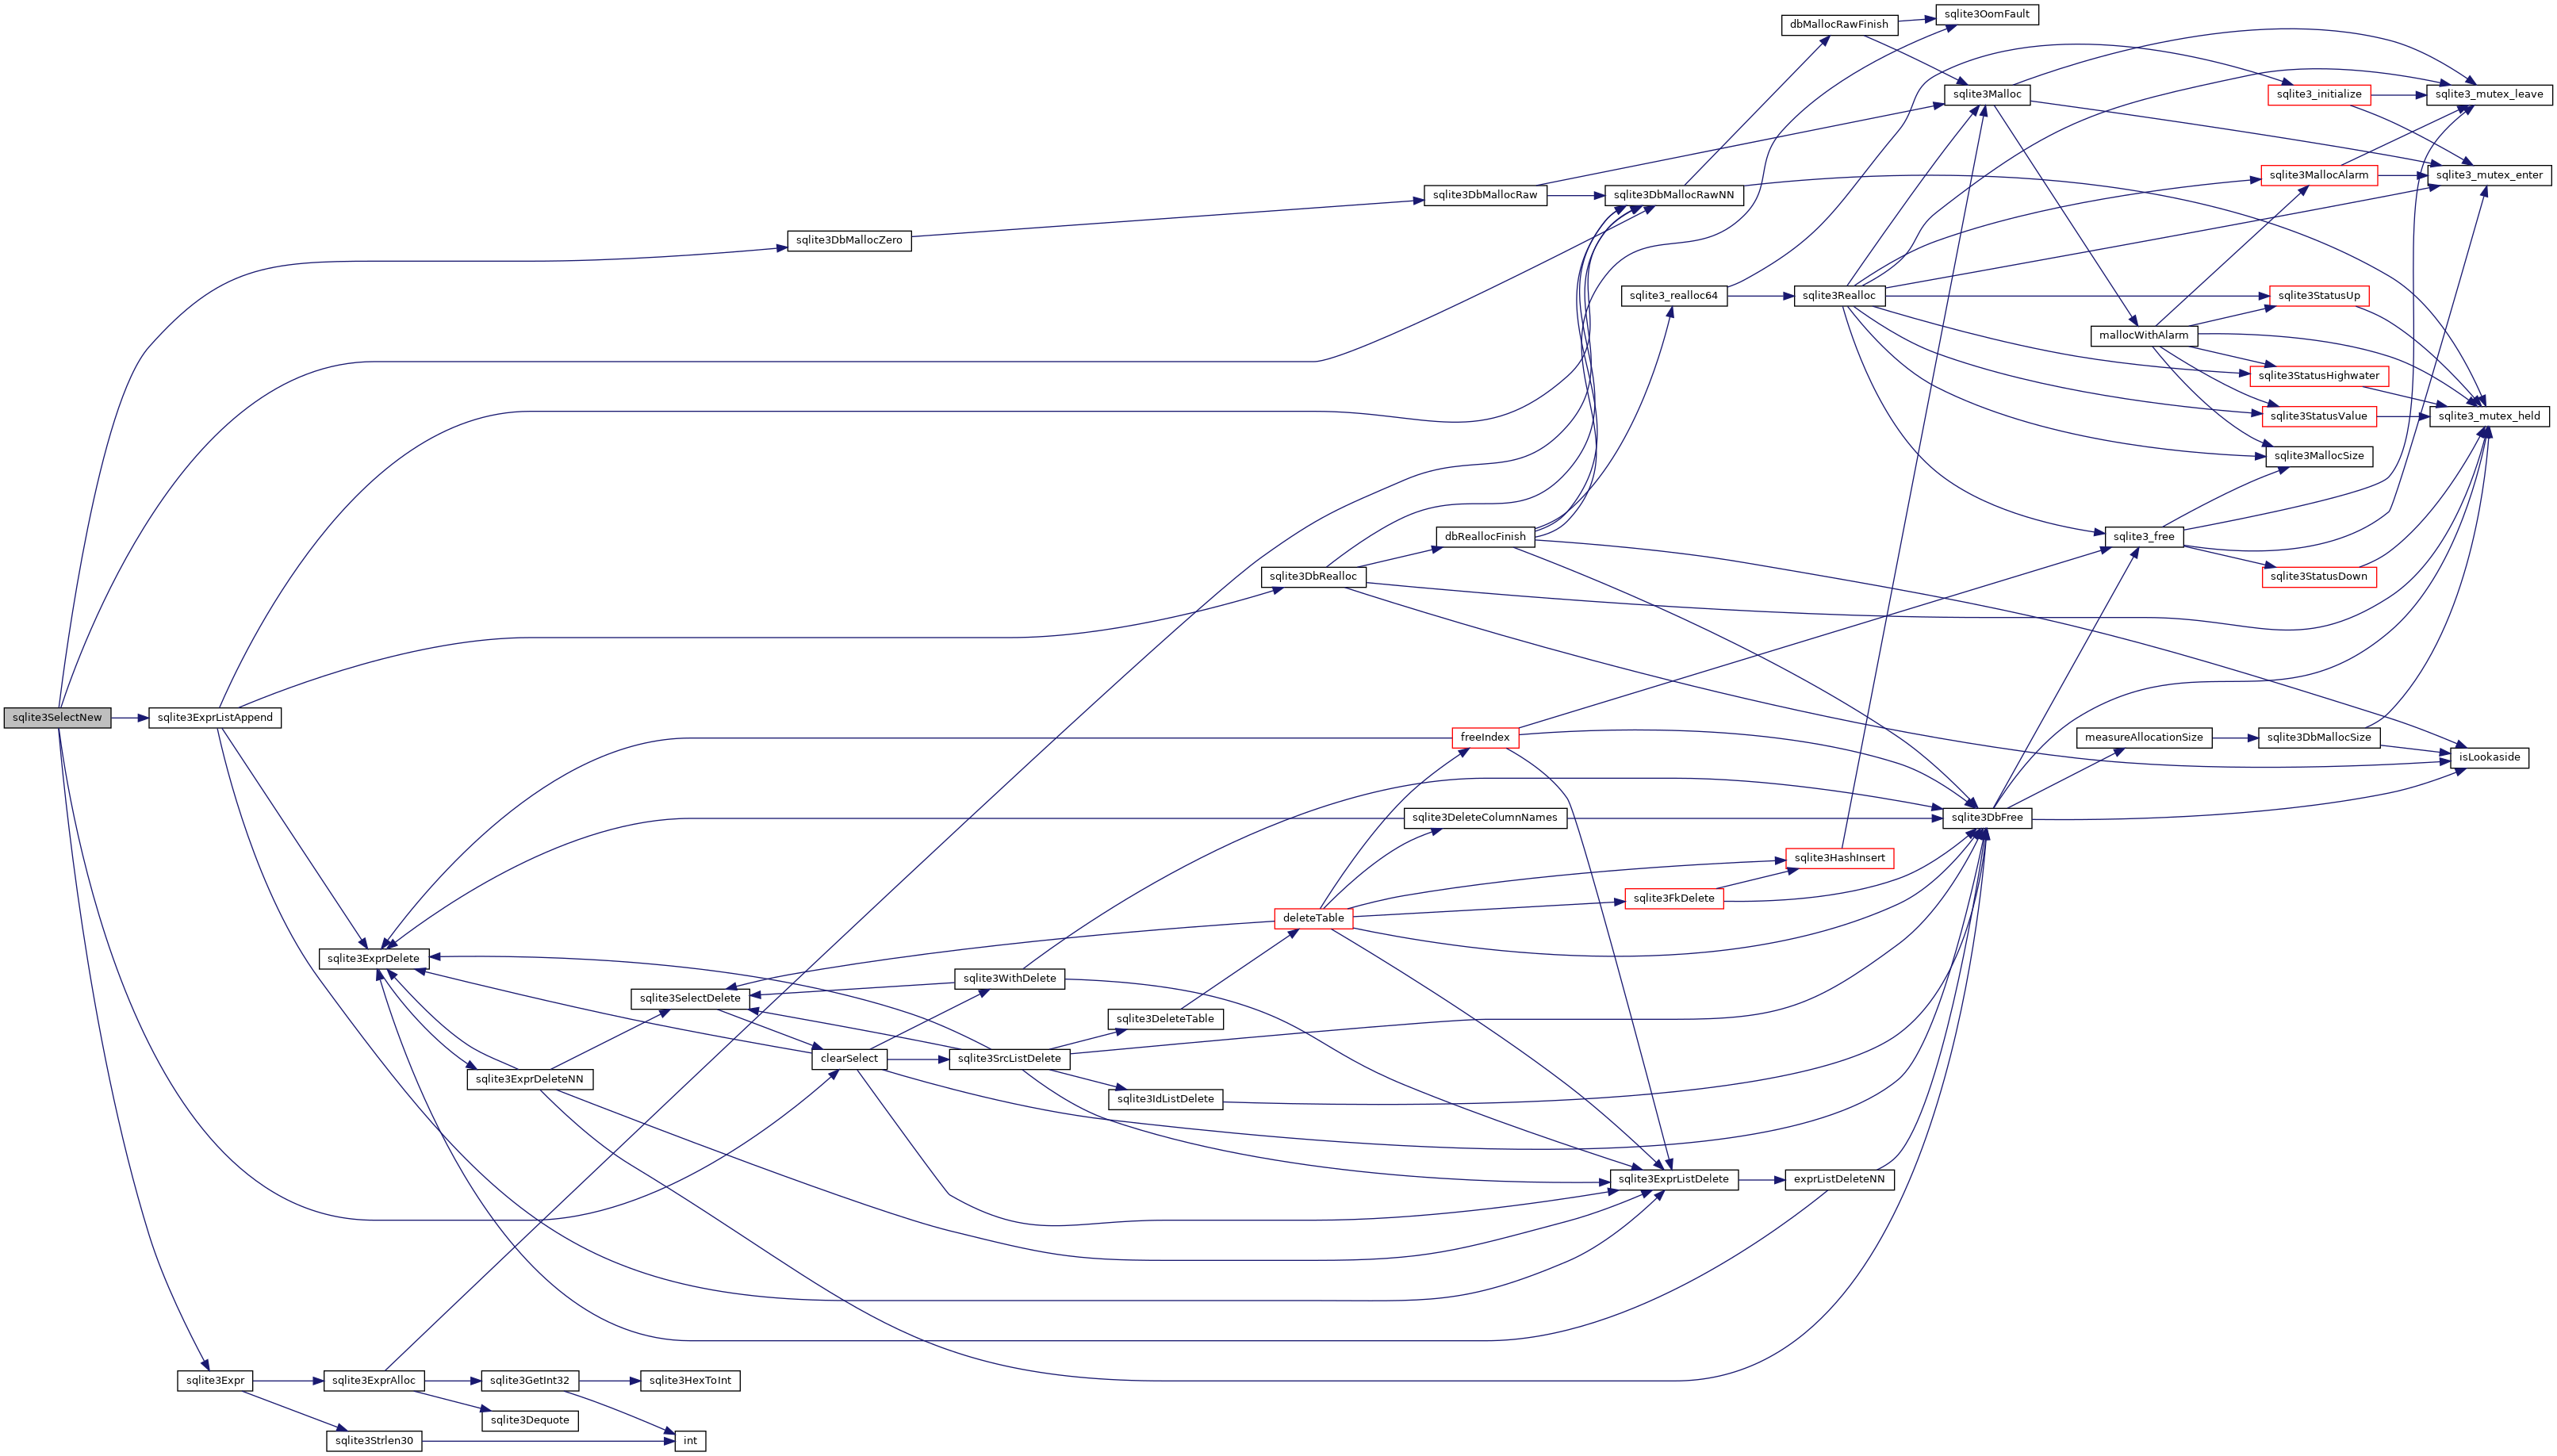 dbMallocRawFinish
sqlite3OomFault
sqlite3Malloc
sqlite3_initialize
sqlite3_mutex_leave
sqlite3MallocAlarm
sqlite3_mutex_enter
sqlite3DbMallocRaw
sqlite3DbMallocRawNN
sqlite3DbMallocZero
sqlite3_realloc64
sqlite3Realloc
sqlite3StatusUp
mallocWithAlarm
sqlite3StatusHighwater
sqlite3StatusValue
sqlite3_mutex_held
sqlite3MallocSize
dbReallocFinish
sqlite3_free
sqlite3DbRealloc
sqlite3StatusDown
sqlite3SelectNew
sqlite3ExprListAppend
freeIndex
measureAllocationSize
sqlite3DbMallocSize
isLookaside
sqlite3DeleteColumnNames
sqlite3DbFree
sqlite3HashInsert
sqlite3FkDelete
deleteTable
sqlite3ExprDelete
sqlite3WithDelete
sqlite3SelectDelete
sqlite3DeleteTable
clearSelect
sqlite3SrcListDelete
sqlite3ExprDeleteNN
sqlite3IdListDelete
sqlite3ExprListDelete
exprListDeleteNN
sqlite3Expr
sqlite3ExprAlloc
sqlite3GetInt32
sqlite3HexToInt
sqlite3Dequote
sqlite3Strlen30
int